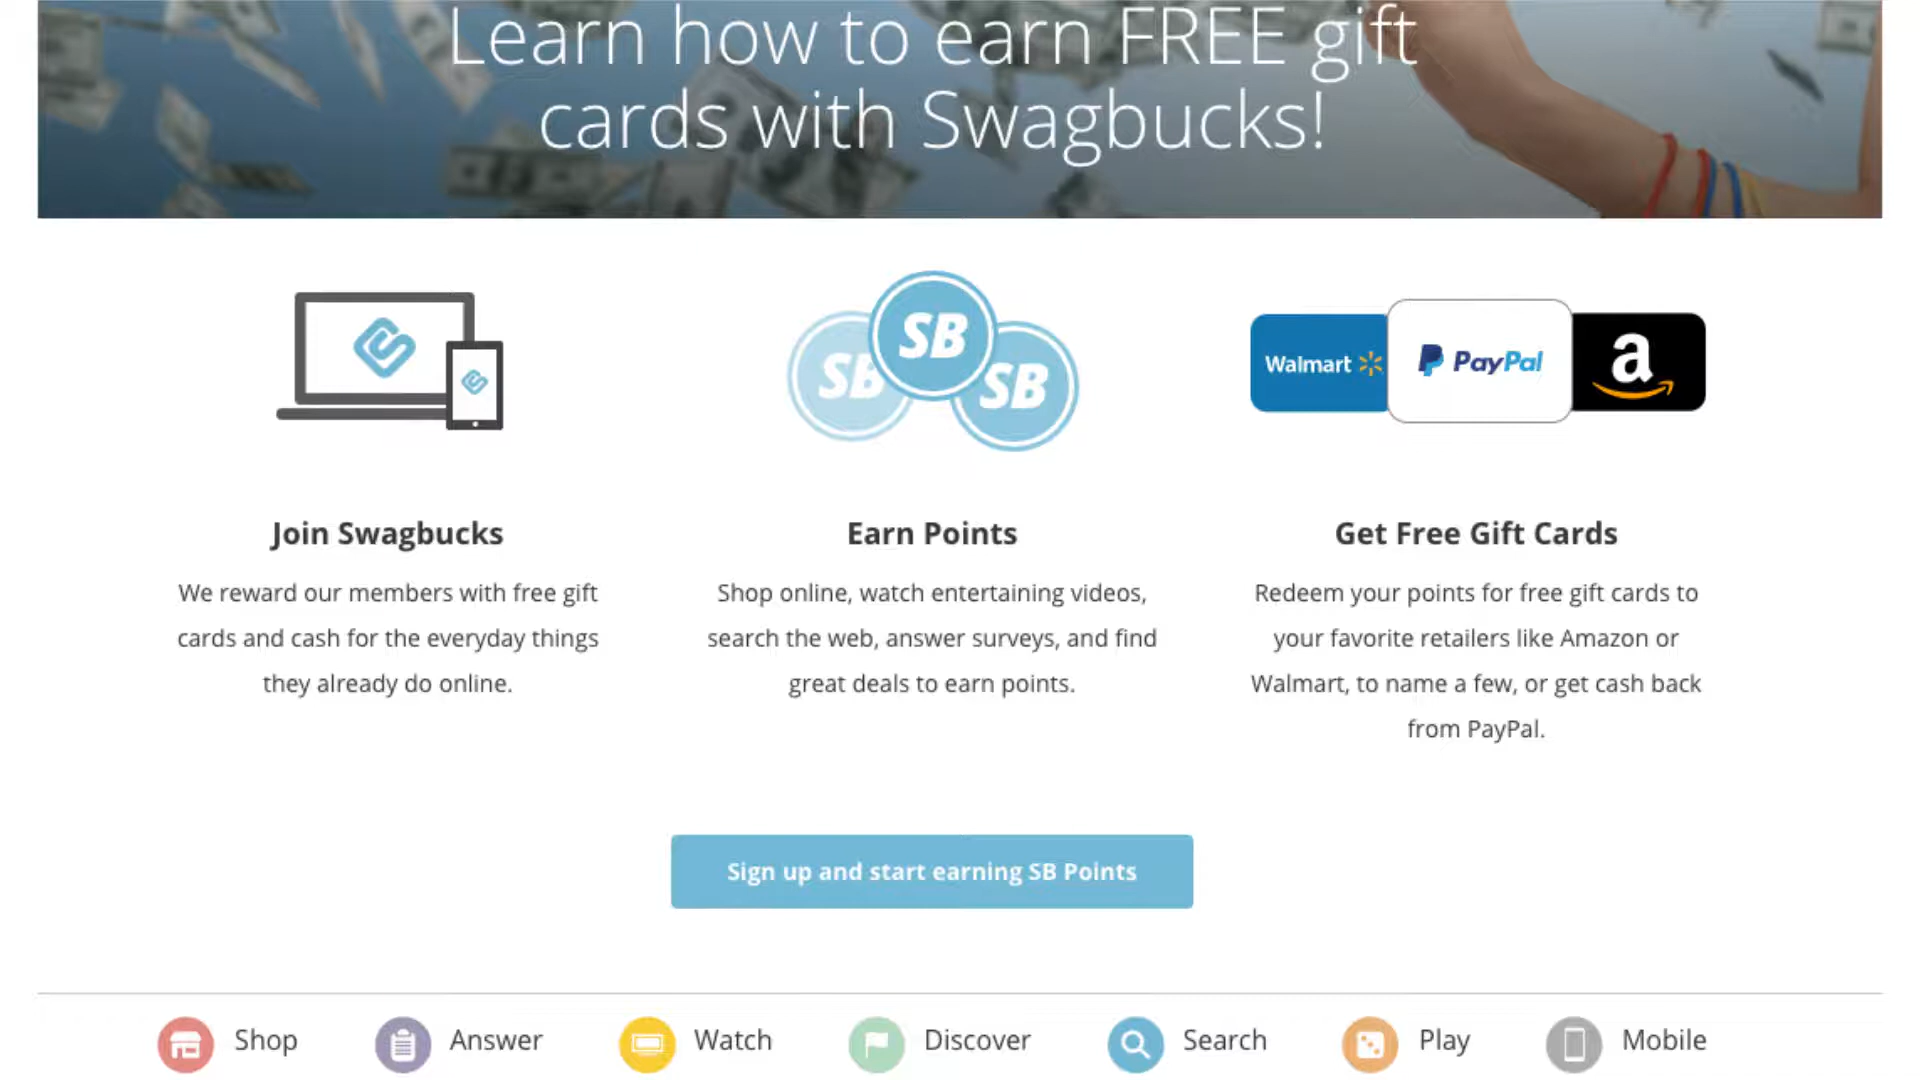 Learn how to earn FREE gift
cards with Swagbucks!
SB
SB
SB
Walmart
PayPal
a
Join Swagbucks
We reward our members with free gift
cards and cash for the everyday things
they already do online.
Earn Points
Shop online, watch entertaining videos,
search the web, answer surveys, and find
great deals to earn points.
Get Free Gift Cards
Redeem your points for free gift cards to
your favorite retailers like Amazon or
Walmart, to name a few, or get cash back
from PayPal.
Sign up and start earning SB Points
Shop
Answer
Watch
Discover
Search
Play
Mobile